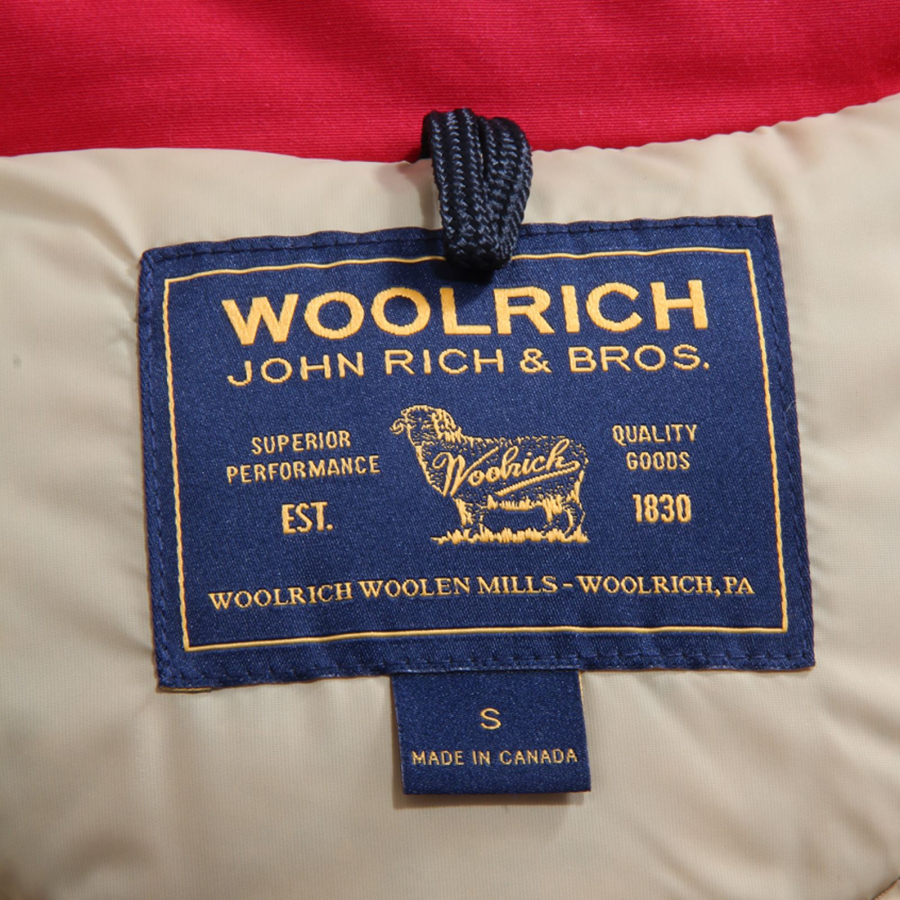 WOOLRICH
JOHN RICH & BROS.
SUPERIOR
PERFORMANCE
EST.
Woolrich
QUALITY
GOODS
1830
WOOLRICH WOOLEN MILLS - WOOLRICH, PA
S
MADE IN CANADA